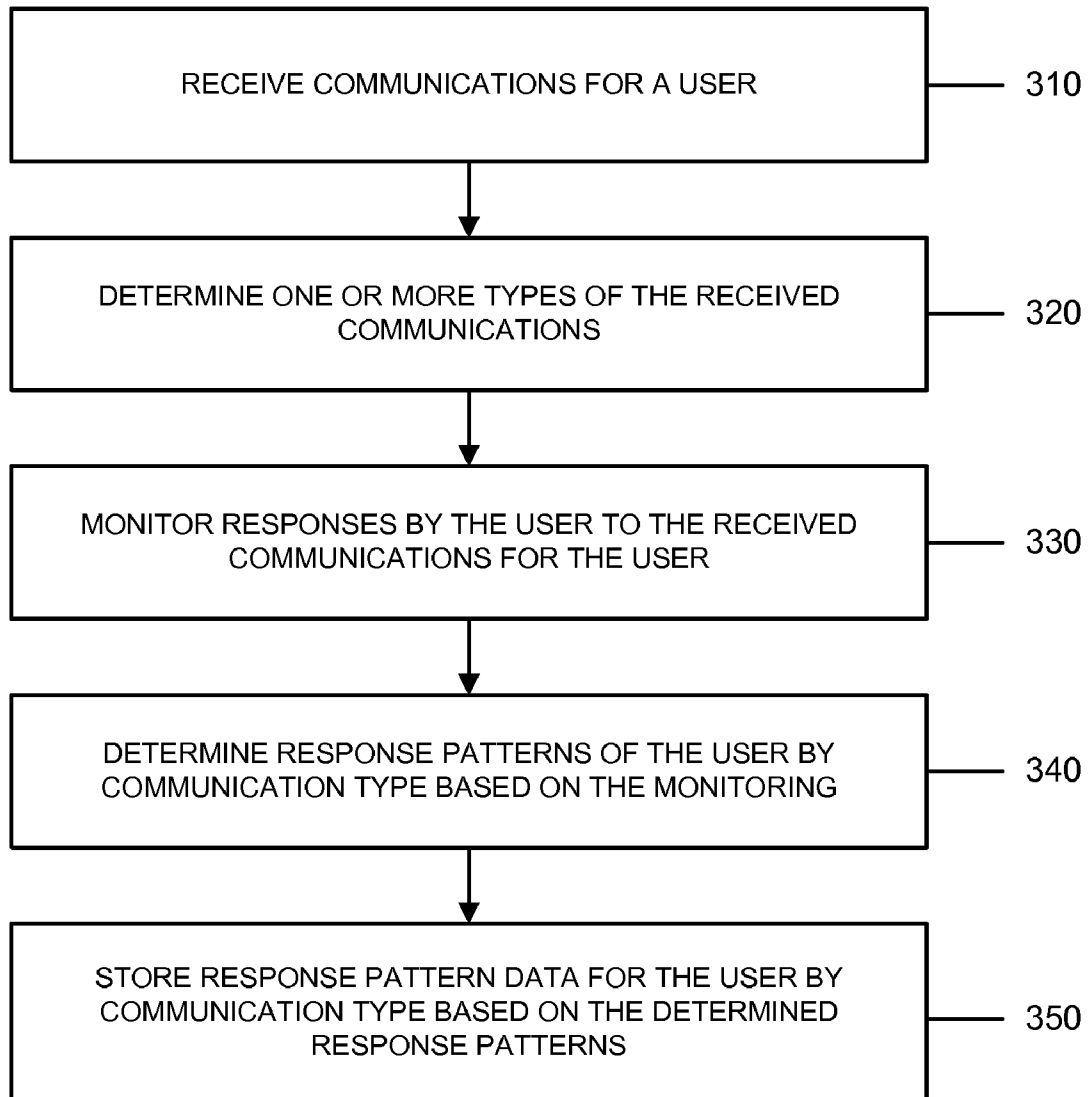 RECEIVE COMMUNICATIONS FOR A USER
310
DETERMINE ONE OR MORE TYPES OF THE RECEIVED
COMMUNICATIONS
320
MONITOR RESPONSES BY THE USER TO THE RECEIVED
COMMUNICATIONS FOR THE USER
330
DETERMINE RESPONSE PATTERNS OF THE USER BY
COMMUNICATION TYPE BASED ON THE MONITORING
340
STORE RESPONSE PATTERN DATA FOR THE USER BY
COMMUNICATION TYPE BASED ON THE DETERMINED
RESPONSE PATTERNS
350